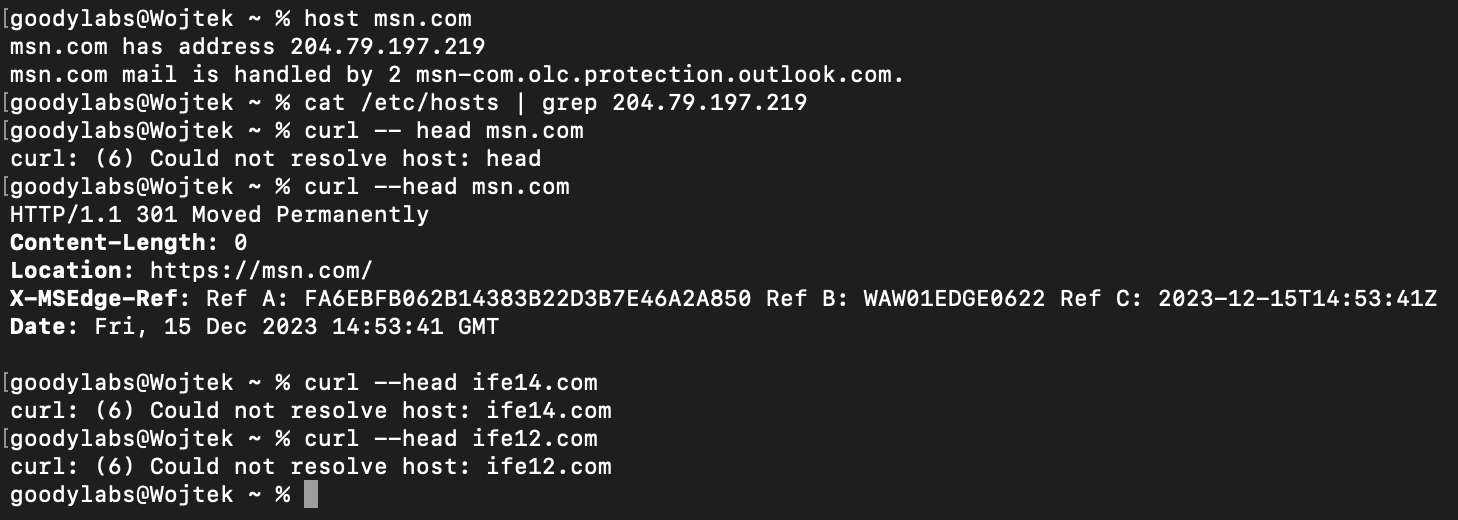 [goodylabs@Wojtek ~ % host msn.com
msn.com has address 204.79.197.219
msn.com mail is handled by 2 msn-com.olc.protection.outlook.com.
[goodylabs@Wojtek ~ % cat /etc/hosts | grep 204.79.197.219
[goodylabs@Wojtek ~ % curl -- head msn.com
curl: (6) Could not resolve host: head
[goodylabs@Wojtek ~ % curl --head msn.com
HTTP/1.1 301 Moved Permanently
Content-Length: 0
Location: https://msn.com/
X-MSEdge-Ref: Ref A: FA6EBFB062B14383B22D3B7E46A2A850 Ref B: WAW01EDGE0622 Ref C: 2023-12-15T14:53:41Z
Date: Fri, 15 Dec 2023 14:53:41 GMT
[goodylabs@Wojtek ~ % curl --head ife14.com
curl: (6) Could not resolve host: ife14.com
[goodylabs@Wojtek ~ % curl --head ife12.com
curl: (6) Could not resolve host: ife12.com
goodylabs@Wojtek ~ %